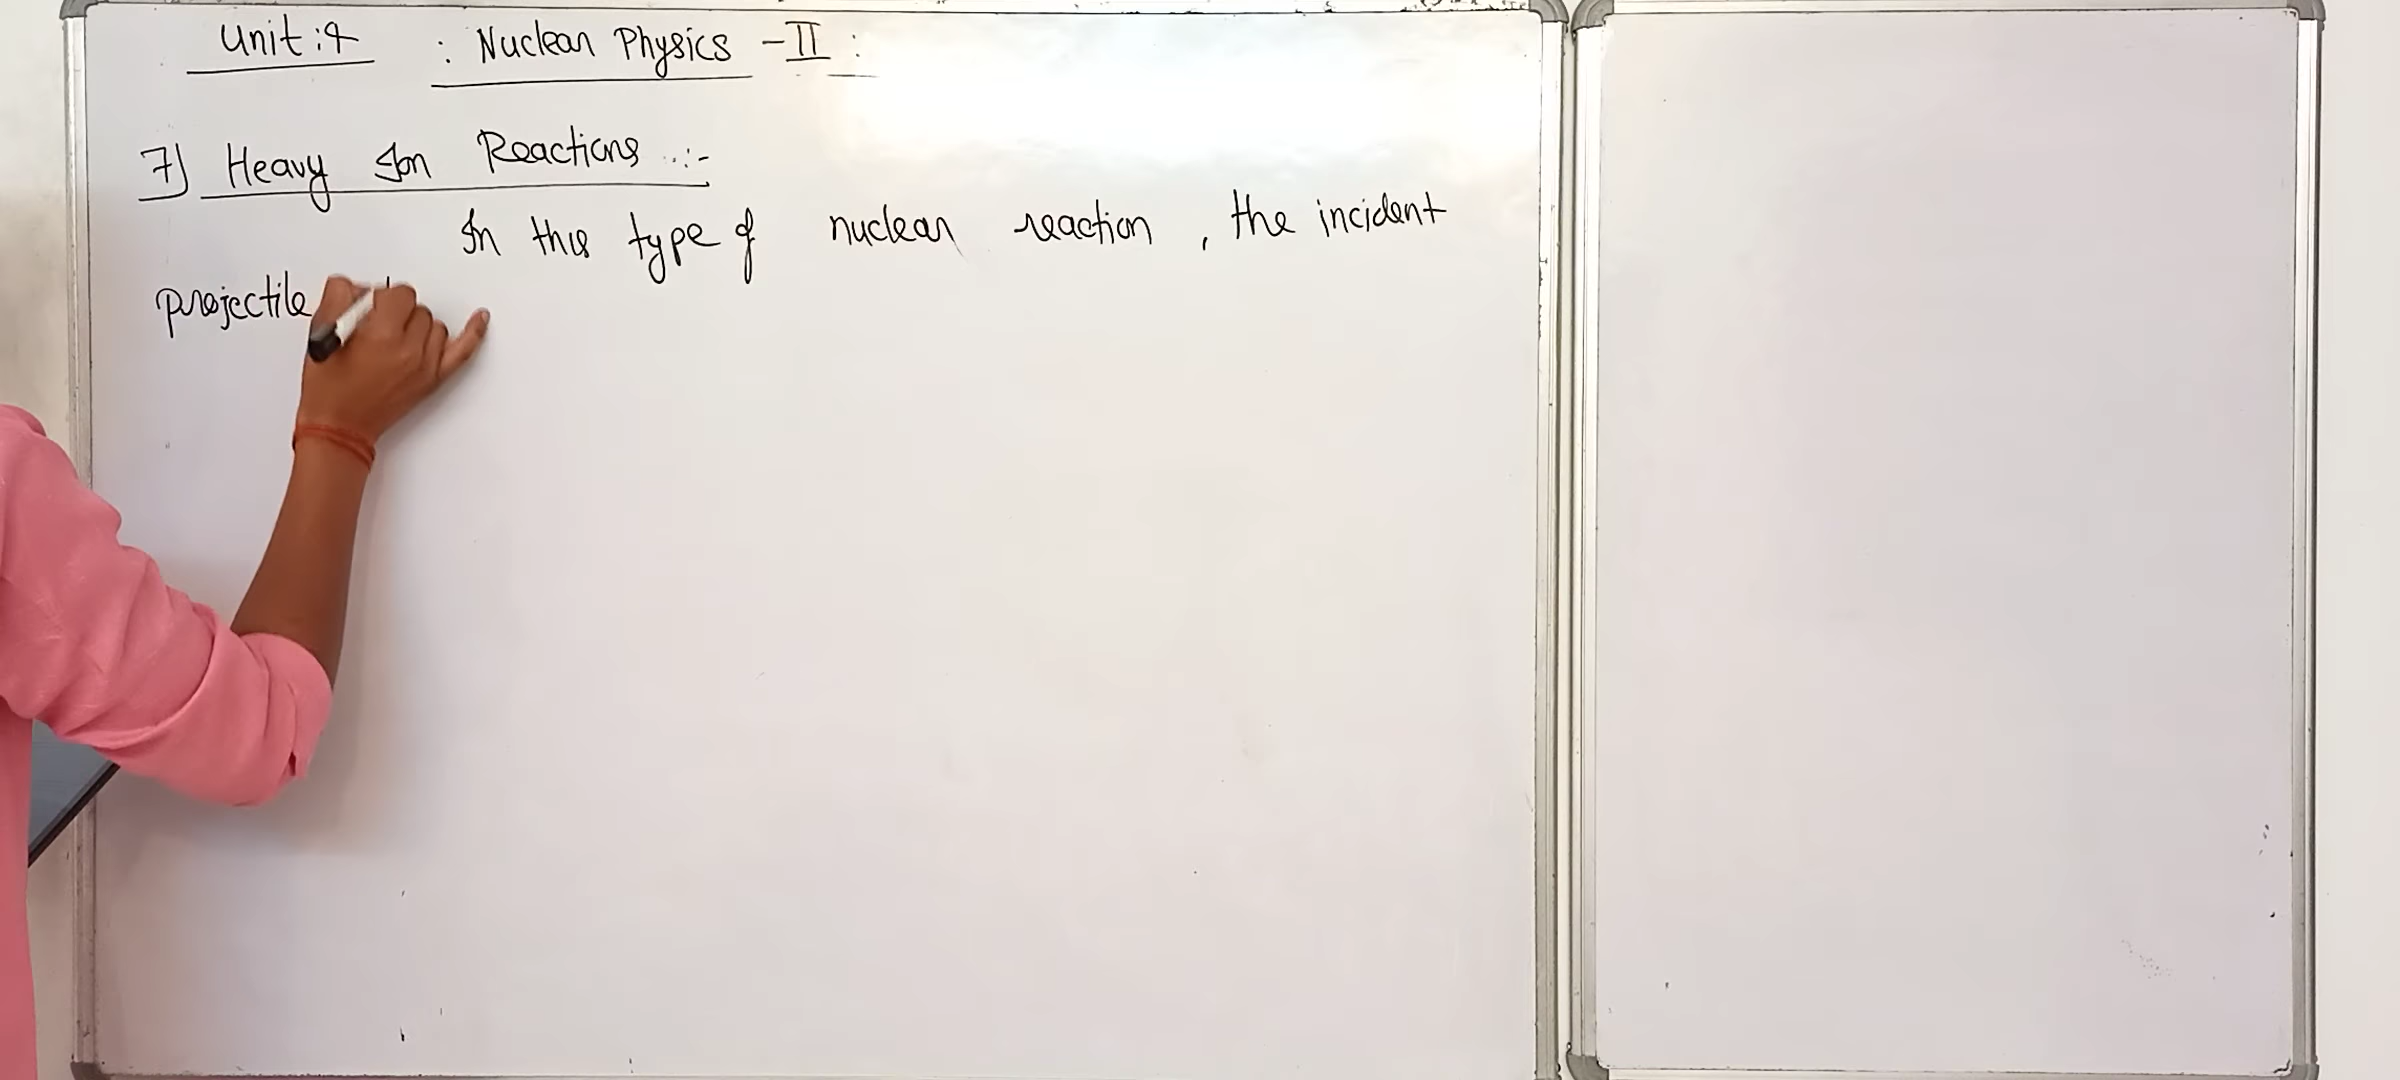 Unit:4 : Nuclear Physics -II :
7) Heavy Ion Reactions :-
In this type of nuclear reaction, the incident
projectile